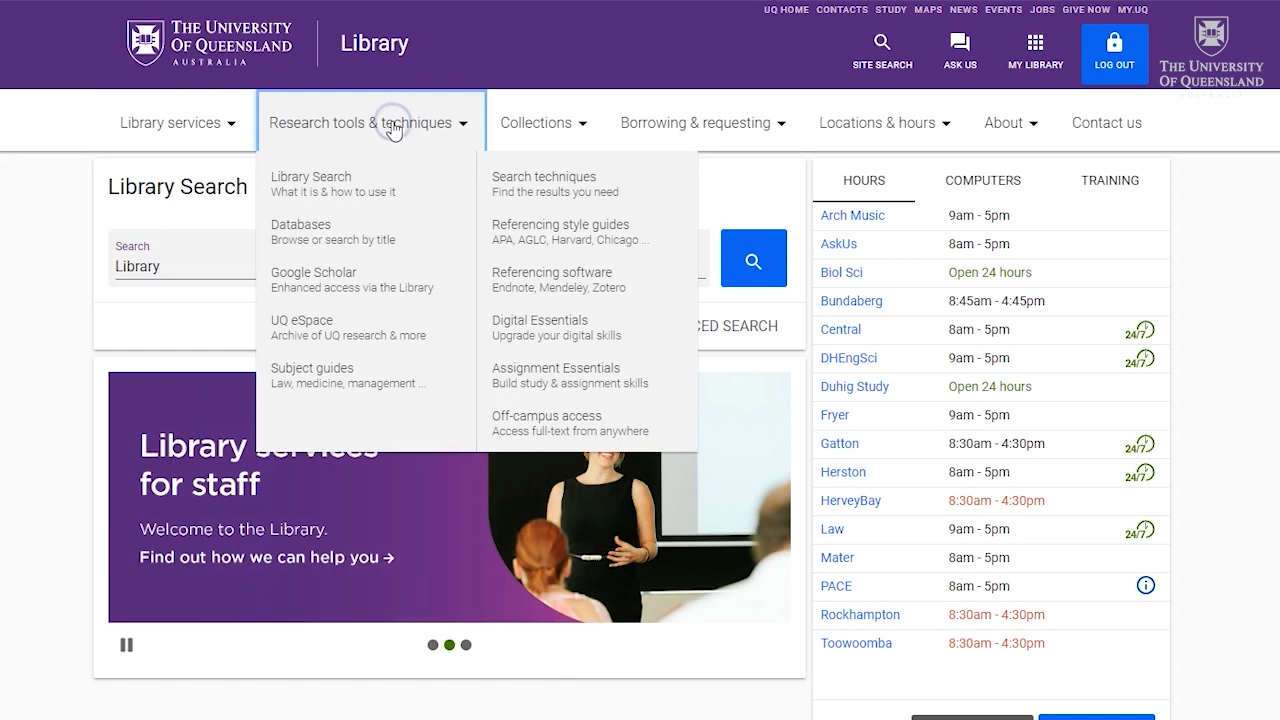 UQ HOME CONTACTS STUDY MAPS NEWS EVENTS JOBS GIVE NOW MY.UQ
THE UNIVERSITY
OF QUEENSLAND
AUSTRALIA
Library
SITE SEARCH
ASK US
MY LIBRARY
LOG OUT
THE UNIVERSITY
OF QUEENSLAND
Library services
Research tools & techniques
Collections
Borrowing & requesting
Locations & hours
About
Contact us
Library Search
Search
Library
CED SEARCH
Library Search
What it is & how to use it
Databases
Browse or search by title
Google Scholar
Enhanced access via the Library
UQ eSpace
Archive of UQ research & more
Subject guides
Law, medicine, management ...
Search techniques
Find the results you need
Referencing style guides
APA, AGLC, Harvard, Chicago ...
Referencing software
Endnote, Mendeley, Zotero
Digital Essentials
Upgrade your digital skills
Assignment Essentials
Build study & assignment skills
Off-campus access
Access full-text from anywhere
Library services
for staff
Welcome to the Library.
Find out how we can help you →
HOURS COMPUTERS TRAINING
Arch Music 9am - 5pm
AskUs 8am - 5pm
Biol Sci Open 24 hours
Bundaberg 8:45am - 4:45pm
Central 8am - 5pm 24/7
DHEngSci 9am - 5pm 24/7
Duhig Study Open 24 hours
Fryer 9am - 5pm
Gatton 8:30am - 4:30pm 24/7
Herston 8am - 5pm 24/7
HerveyBay 8:30am - 4:30pm
Law 9am - 5pm 24/7
Mater 8am - 5pm
PACE 8am - 5pm
Rockhampton 8:30am - 4:30pm
Toowoomba 8:30am - 4:30pm